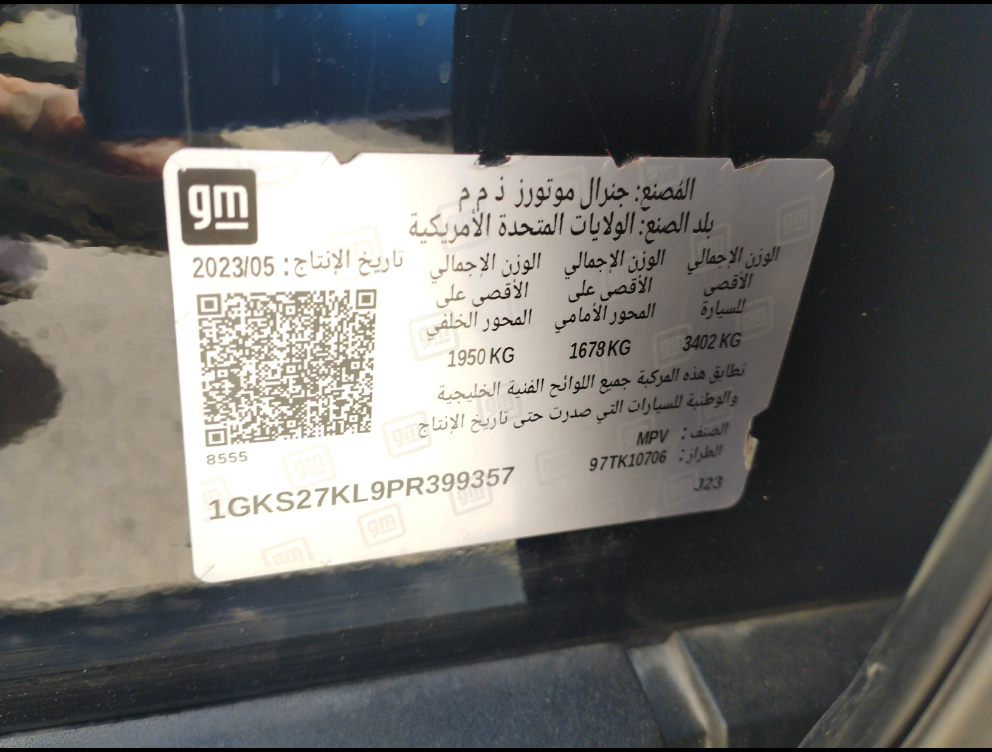 gm
المُصنع: جنرال موتورز ذ م م
بلد الصنع: الولايات المتحدة الأمريكية
تاريخ الإنتاج: 2023/05
الوزن الإجمالي الوزن الإجمالي الوزن الإجمالي
الأقصى الأقصى على الأقصى على
للسيارة المحور الأمامي المحور الخلفي
3402 KG 1678 KG 1950 KG
تطابق هذه المركبة جميع اللوائح الفنية الخليجية
والوطنية للسيارات التي صدرت حتى تاريخ الإنتاج
الصنف: MPV
الطراز: 97TK10706
J23
8555
1GKS27KL9PR399357